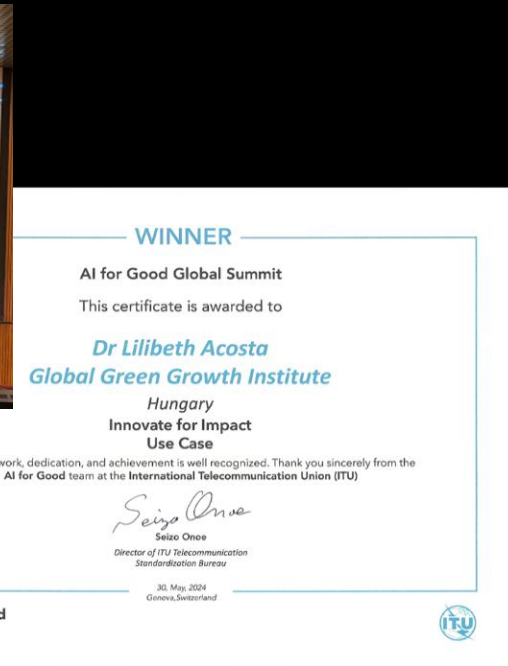 WINNER
AI for Good Global Summit
This certificate is awarded to
Dr Lilibeth Acosta
Global Green Growth Institute
Hungary
Innovate for Impact
Use Case
work, dedication, and achievement is well recognized. Thank you sincerely from the
AI for Good team at the International Telecommunication Union (ITU)
Seizo Onoe
Seizo Onoe
Director of ITU Telecommunication
Standardization Bureau
30, May, 2024
Geneva,Switzerland
ITU